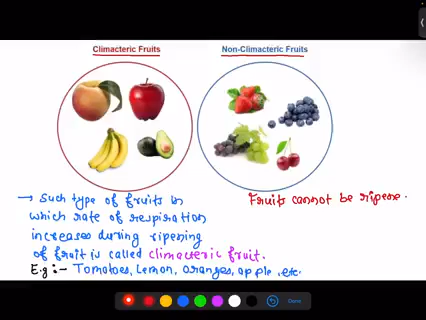 Climacteric Fruits
Non-Climacteric Fruits
→ Such type of fruits in
which rate of respiration
increases during ripening
of fruit is called climacteric fruit.
E.g :- Tomatoes, Lemon, Oranges, apple, etc.
Fruits cannot be ripene.
Done